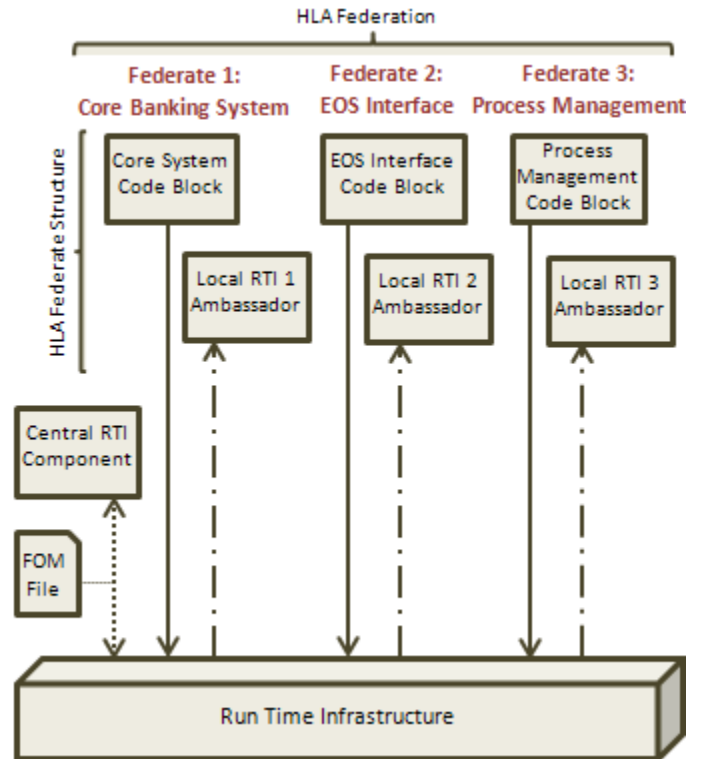 HLA Federation
Federate 1:
Core Banking System
Federate 2:
EOS Interface
Federate 3:
Process Management
HLA Federate Structure
Core System
Code Block
EOS Interface
Code Block
Process
Management
Code Block
Local RTI 1
Ambassador
Local RTI 2
Ambassador
Local RTI 3
Ambassador
Central RTI
Component
FOM
File
Run Time Infrastructure